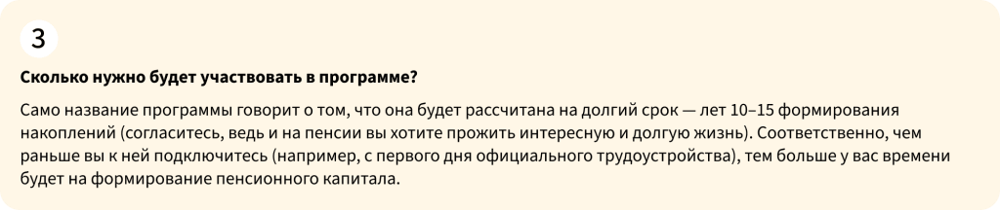 3
Сколько нужно будет участвовать в программе?
Само название программы говорит о том, что она будет рассчитана на долгий срок — лет 10–15 формирования
накоплений (согласитесь, ведь и на пенсии вы хотите прожить интересную и долгую жизнь). Соответственно, чем
раньше вы к ней подключитесь (например, с первого дня официального трудоустройства), тем больше у вас времени
будет на формирование пенсионного капитала.